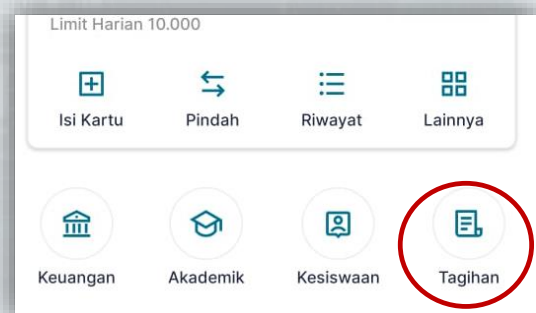 Limit Harian 10.000
Isi Kartu Pindah Riwayat Lainnya
Keuangan Akademik Kesiswaan Tagihan